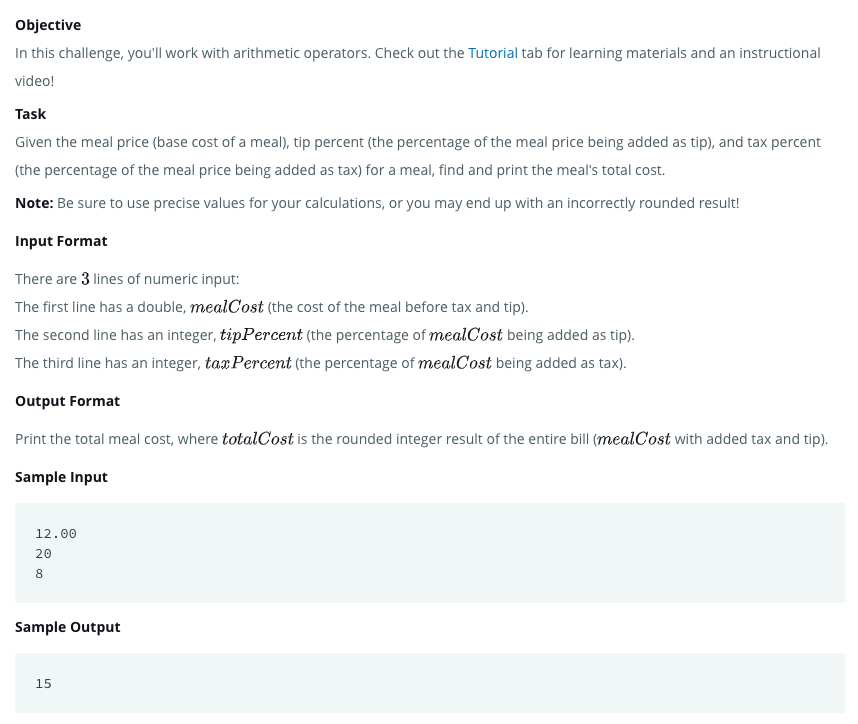 Objective
In this challenge, you'll work with arithmetic operators. Check out the Tutorial tab for learning materials and an instructional
video!
Task
Given the meal price (base cost of a meal), tip percent (the percentage of the meal price being added as tip), and tax percent
(the percentage of the meal price being added as tax) for a meal, find and print the meal's total cost.
Note: Be sure to use precise values for your calculations, or you may end up with an incorrectly rounded result!
Input Format
There are 3 lines of numeric input:
The first line has a double, mealCost (the cost of the meal before tax and tip).
The second line has an integer, tipPercent (the percentage of mealCost being added as tip).
The third line has an integer, taxPercent (the percentage of mealCost being added as tax).
Output Format
Print the total meal cost, where totalCost is the rounded integer result of the entire bill (mealCost with added tax and tip).
Sample Input
12.00
20
8
Sample Output
15